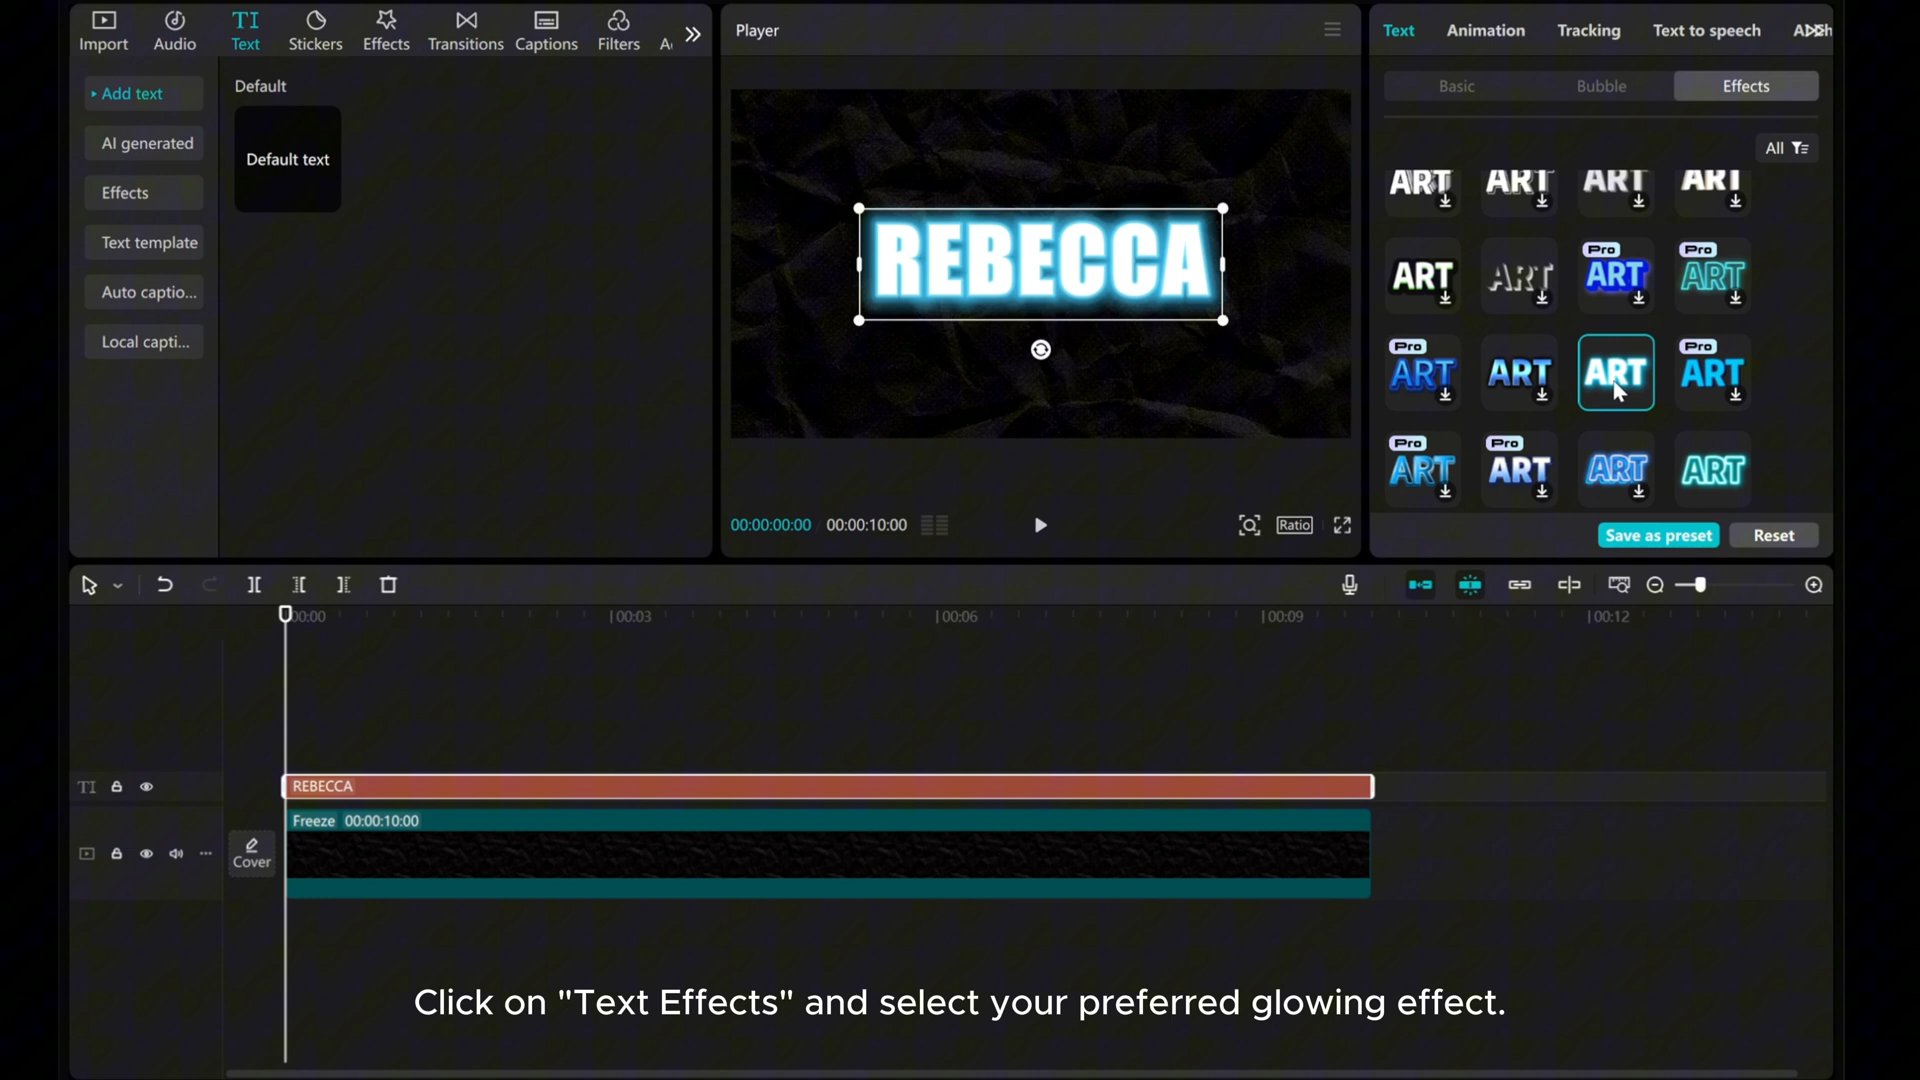 Import Audio Text Stickers Effects Transitions Captions Filters
Add text
AI generated
Effects
Text template
Auto captio...
Local capti...
Default
Default text
Player
REBECCA
00:00:00:00 00:00:10:00
Ratio
Text Animation Tracking Text to speech
Basic Bubble Effects
All
ART ART ART ART
ART ART Pro ART Pro ART
Pro ART ART ART Pro ART
Pro ART Pro ART ART ART
Save as preset Reset
00:00 00:03 00:06 00:09 00:12
TI REBECCA
Cover
Freeze 00:00:10:00
Click on "Text Effects" and select your preferred glowing effect.